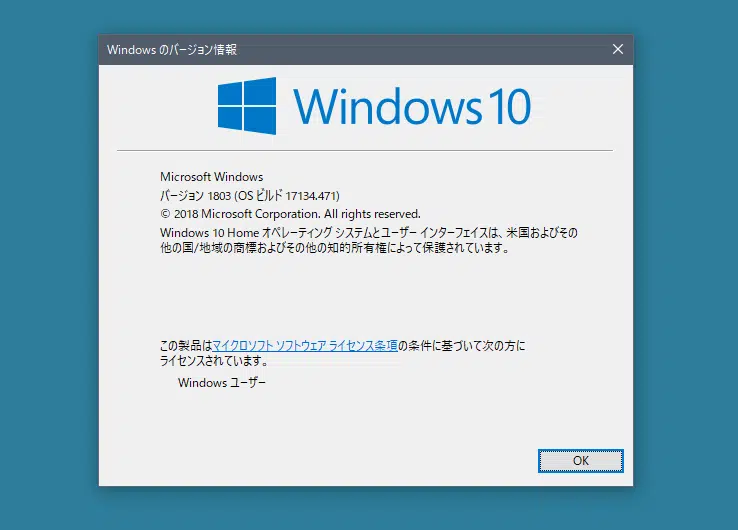 Windows のバージョン情報
Windows 10
Microsoft Windows
バージョン 1803 (OS ビルド 17134.471)
© 2018 Microsoft Corporation. All rights reserved.
Windows 10 Home オペレーティング システムとユーザー インターフェイスは、米国およびその
他の国/地域の商標およびその他の知的所有権によって保護されています。
この製品はマイクロソフト ソフトウェア ライセンス条項の条件に基づいて次の方に
ライセンスされています。
Windows ユーザー
OK